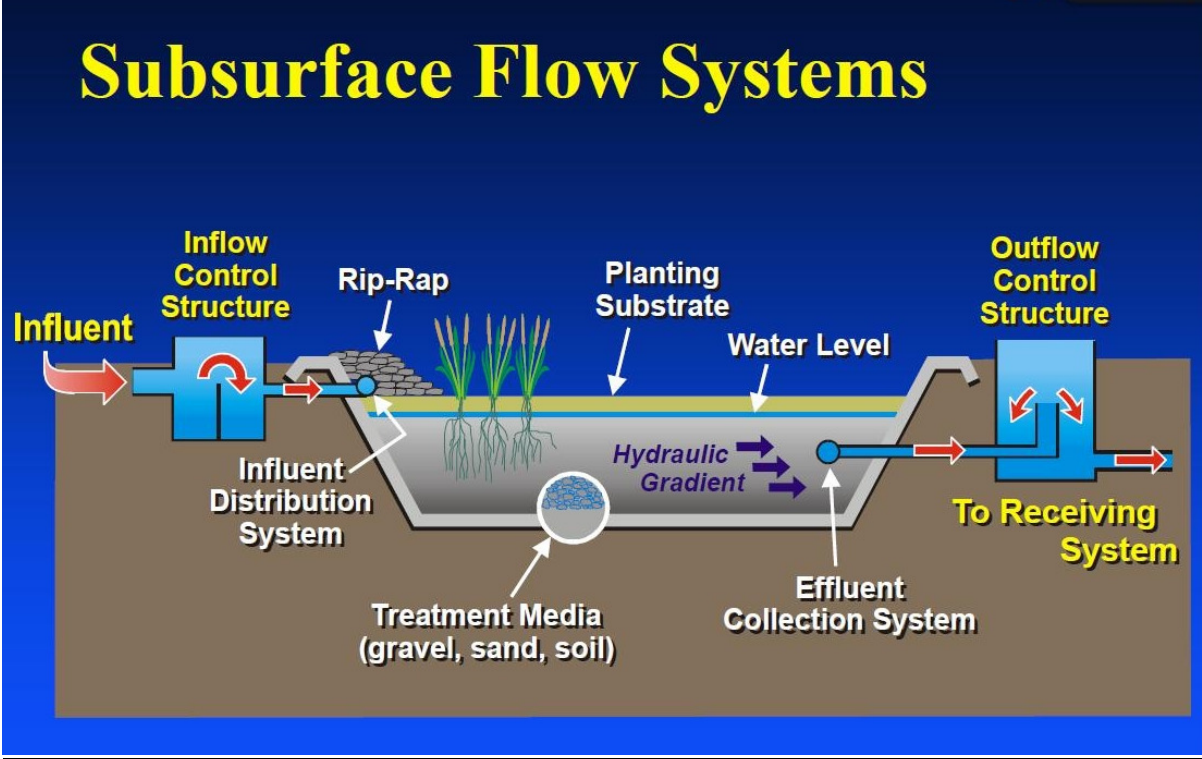 Subsurface Flow Systems
Inflow
Control
Structure
Rip-Rap
Planting
Substrate
Outflow
Control
Structure
Influent
Water Level
Hydraulic
Gradient
Influent
Distribution
System
To Receiving
System
Treatment Media
(gravel, sand, soil)
Effluent
Collection System